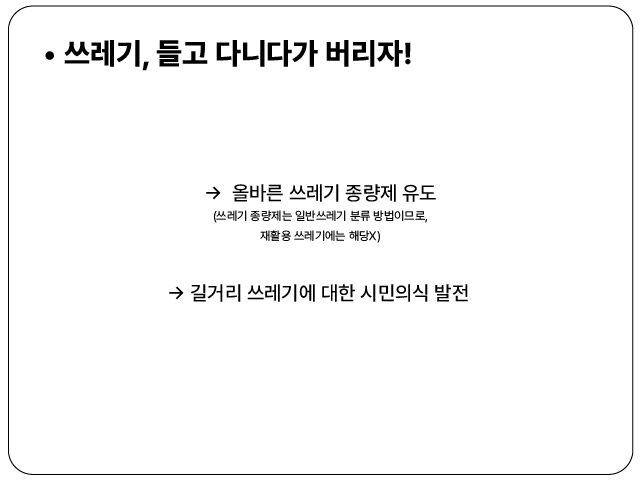 • 쓰레기, 들고 다니다가 버리자!
→ 올바른 쓰레기 종량제 유도
(쓰레기 종량제는 일반쓰레기 분류 방법이므로,
재활용 쓰레기에는 해당X)
→ 길거리 쓰레기에 대한 시민의식 발전